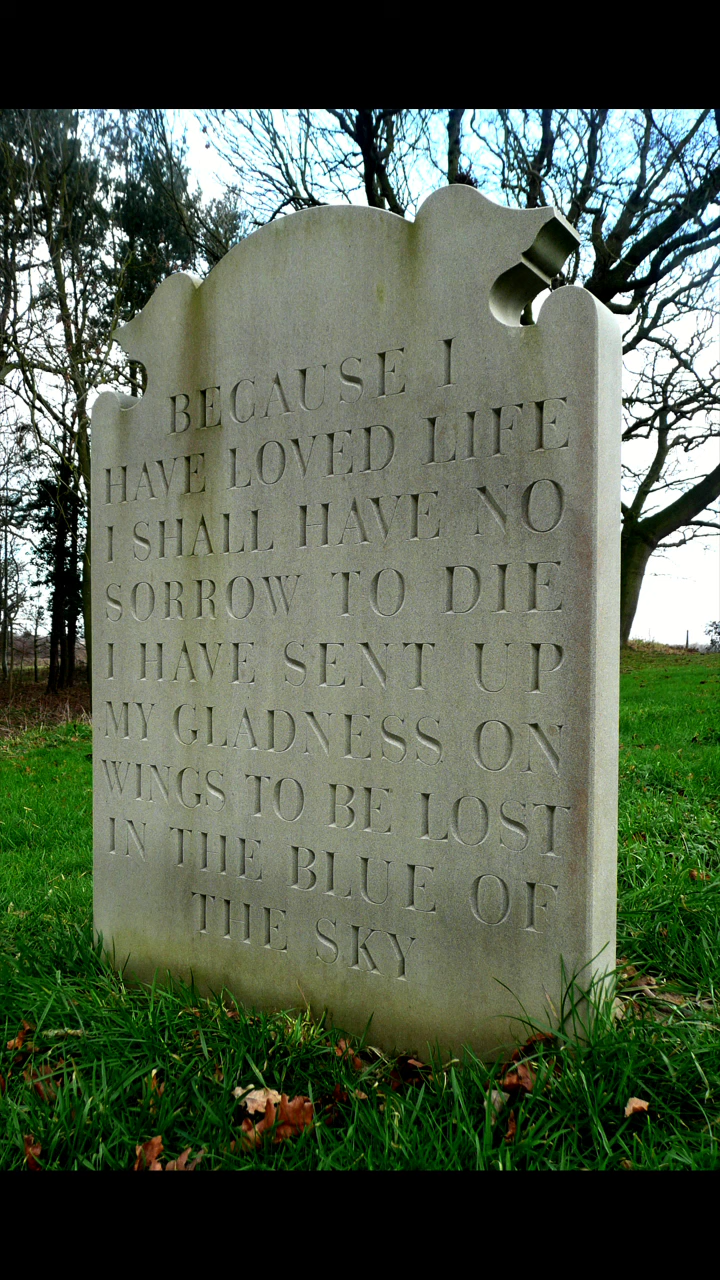 BECAUSE I
HAVE LOVED LIFE
I SHALL HAVE NO
SORROW TO DIE
I HAVE SENT UP
MY GLADNESS ON
WINGS TO BE LOST
IN THE BLUE OF
THE SKY